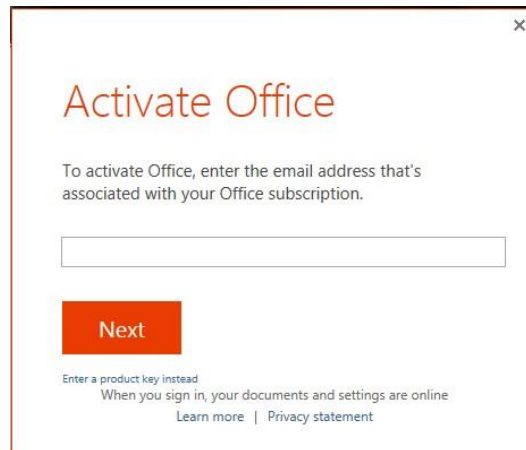 Activate Office
To activate Office, enter the email address that's
associated with your Office subscription.
Next
Enter a product key instead
When you sign in, your documents and settings are online
Learn more | Privacy statement